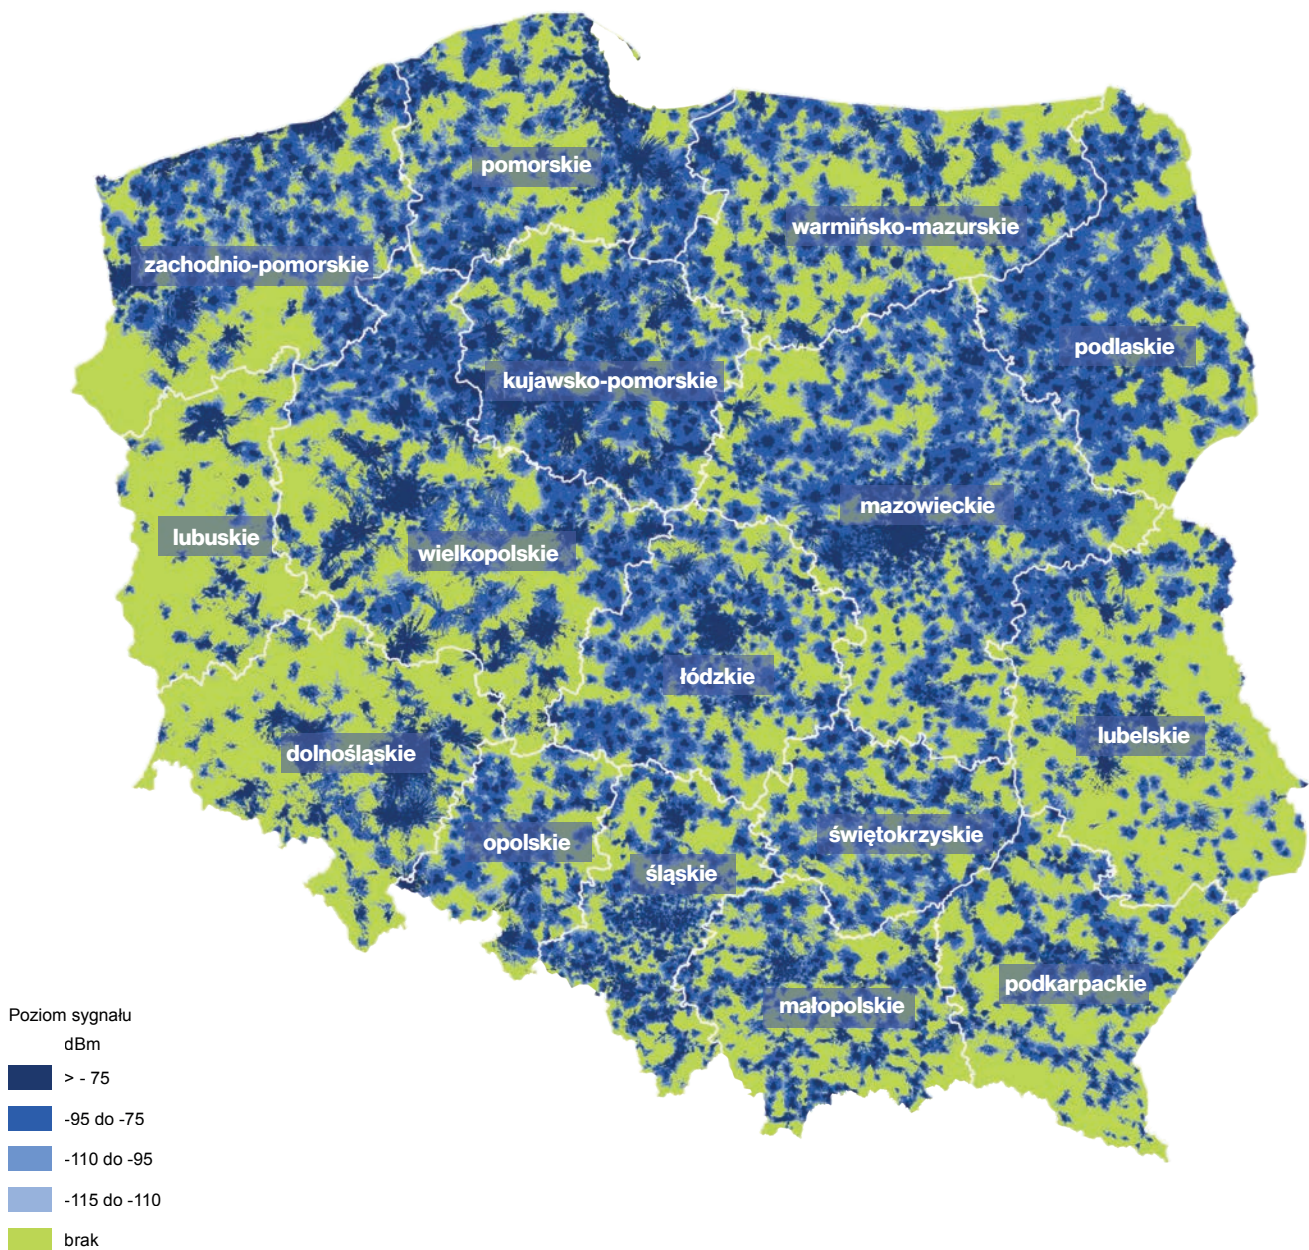 pomorskie
warmińsko-mazurskie
zachodnio-pomorskie
podlaskie
kujawsko-pomorskie
mazowieckie
lubuskie
wielkopolskie
łódzkie
lubelskie
dolnośląskie
świętokrzyskie
opolskie
śląskie
podkarpackie
małopolskie
Poziom sygnału
dBm
> - 75
-95 do -75
-110 do -95
-115 do -110
brak